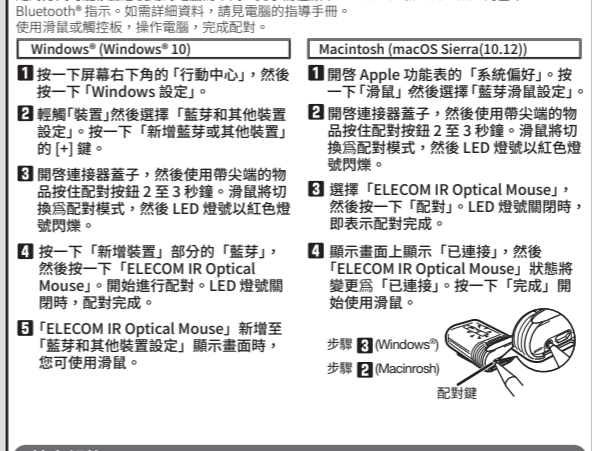 Bluetooth® 指示。如需詳細資料，請見電腦的指導手冊。
使用滑鼠或觸控板，操作電腦，完成配對。
Windows® (Windows® 10)
1 按一下屏幕右下角的「行動中心」，然後
按一下「Windows 設定」。
2 輕觸「裝置」然後選擇「藍芽和其他裝置
設定」。按一下「新增藍芽或其他裝置」
的 [+] 鍵。
3 開啓連接器蓋子，然後使用帶尖端的物
品按住配對按鈕 2 至 3 秒鐘。滑鼠將切
換爲配對模式，然後 LED 燈號以紅色燈
號閃爍。
4 按一下「新增裝置」部分的「藍芽」，
然後按一下「ELECOM IR Optical
Mouse」。開始進行配對。LED 燈號關
閉時，配對完成。
5 「ELECOM IR Optical Mouse」新增至
「藍芽和其他裝置設定」顯示畫面時，
您可使用滑鼠。
Macintosh (macOS Sierra(10.12))
1 開啓 Apple 功能表的「系統偏好」。按
一下「滑鼠」然後選擇「藍芽滑鼠設定」。
2 開啓連接器蓋子，然後使用帶尖端的物
品按住配對按鈕 2 至 3 秒鐘。滑鼠將切
換爲配對模式，然後 LED 燈號以紅色燈
號閃爍。
3 選擇「ELECOM IR Optical Mouse」，
然後按一下「配對」。LED 燈號關閉時，
即表示配對完成。
4 顯示畫面上顯示「已連接」，然後
「ELECOM IR Optical Mouse」狀態將
變更爲「已連接」。按一下「完成」開
始使用滑鼠。
步驟 3 (Windows®)
步驟 2 (Macinrosh)
配對鍵